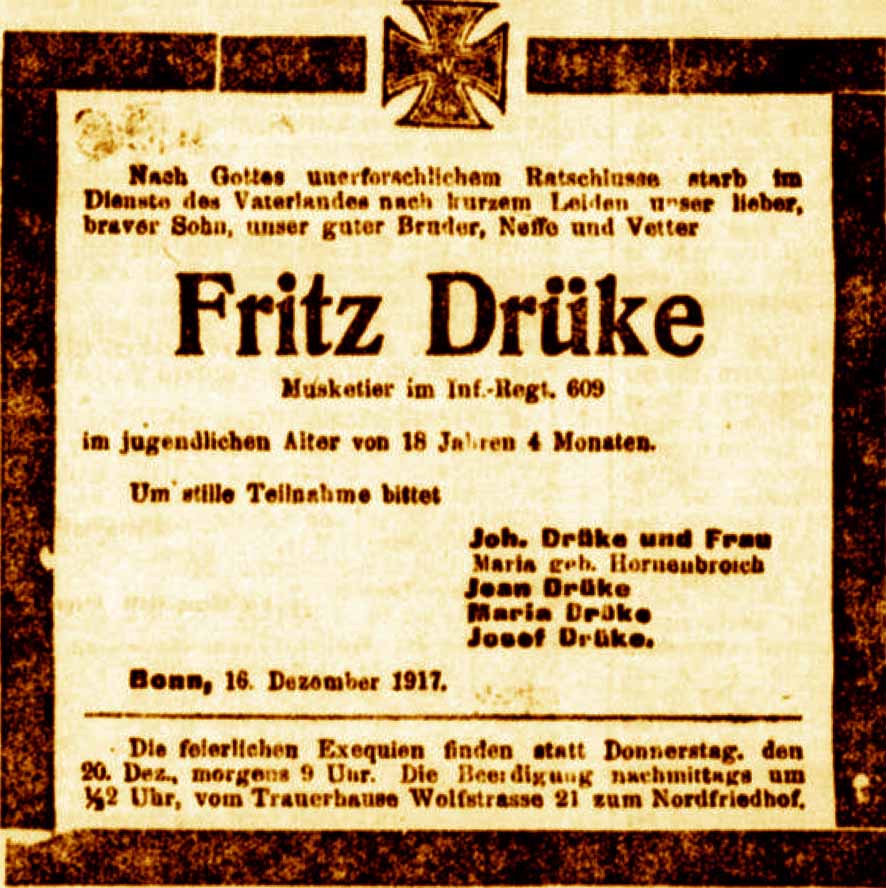 W
Nach Gottes unerforschlichem Ratschlusse starb im
Dienste des Vaterlandes nach kurzem Leiden unser lieber,
braver Sohn, unser guter Bruder, Neffe und Vetter
Fritz Drüke
Musketier im Inf.-Regt. 609
im jugendlichen Alter von 18 Jahren 4 Monaten.
Um stille Teilnahme bittet
Joh. Drüke und Frau
Maria geb. Hornenbroich
Jean Drüke
Maria Drüke
Josef Drüke.
Bonn, 16. Dezember 1917.
Die feierlichen Exequien finden statt Donnerstag, den
20. Dez., morgens 9 Uhr. Die Beerdigung nachmittags um
½2 Uhr, vom Trauerhause Wolfstrasse 21 zum Nordfriedhof.